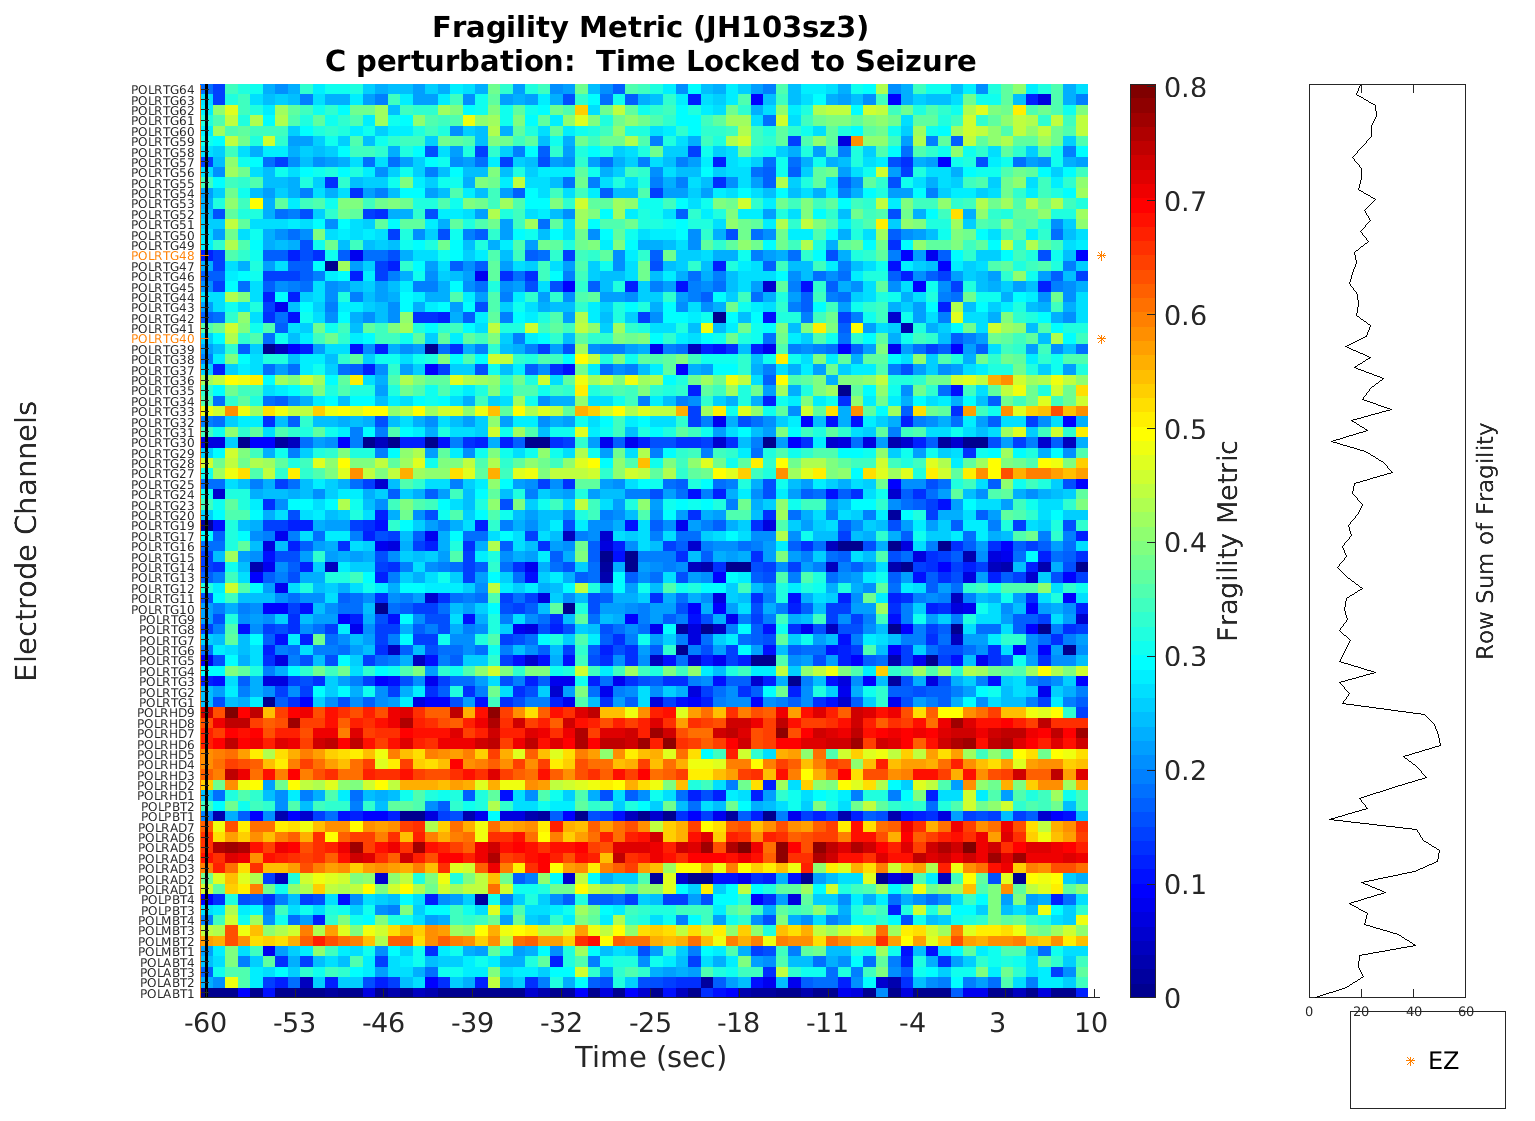 Fragility Metric (JH103sz3)
C perturbation:  Time Locked to Seizure
Electrode Channels
POLRTG64
POLRTG63
POLRTG62
POLRTG61
POLRTG60
POLRTG59
POLRTG58
POLRTG57
POLRTG56
POLRTG55
POLRTG54
POLRTG53
POLRTG52
POLRTG51
POLRTG50
POLRTG49
POLRTG48
POLRTG47
POLRTG46
POLRTG45
POLRTG44
POLRTG43
POLRTG42
POLRTG41
POLRTG40
POLRTG39
POLRTG38
POLRTG37
POLRTG36
POLRTG35
POLRTG34
POLRTG33
POLRTG32
POLRTG31
POLRTG30
POLRTG29
POLRTG28
POLRTG27
POLRTG25
POLRTG24
POLRTG23
POLRTG20
POLRTG19
POLRTG17
POLRTG16
POLRTG15
POLRTG14
POLRTG13
POLRTG12
POLRTG11
POLRTG10
POLRTG9
POLRTG8
POLRTG7
POLRTG6
POLRTG5
POLRTG4
POLRTG3
POLRTG2
POLRTG1
POLRHD9
POLRHD8
POLRHD7
POLRHD6
POLRHD5
POLRHD4
POLRHD3
POLRHD2
POLRHD1
POLPBT2
POLPBT1
POLRAD7
POLRAD6
POLRAD5
POLRAD4
POLRAD3
POLRAD2
POLRAD1
POLPBT4
POLPBT3
POLMBT4
POLMBT3
POLMBT2
POLMBT1
POLABT4
POLABT3
POLABT2
POLABT1
-60 -53 -46 -39 -32 -25 -18 -11 -4 3 10
Time (sec)
0.8
0.7
0.6
0.5
0.4
0.3
0.2
0.1
0
Fragility Metric
0 20 40 60
Row Sum of Fragility
EZ